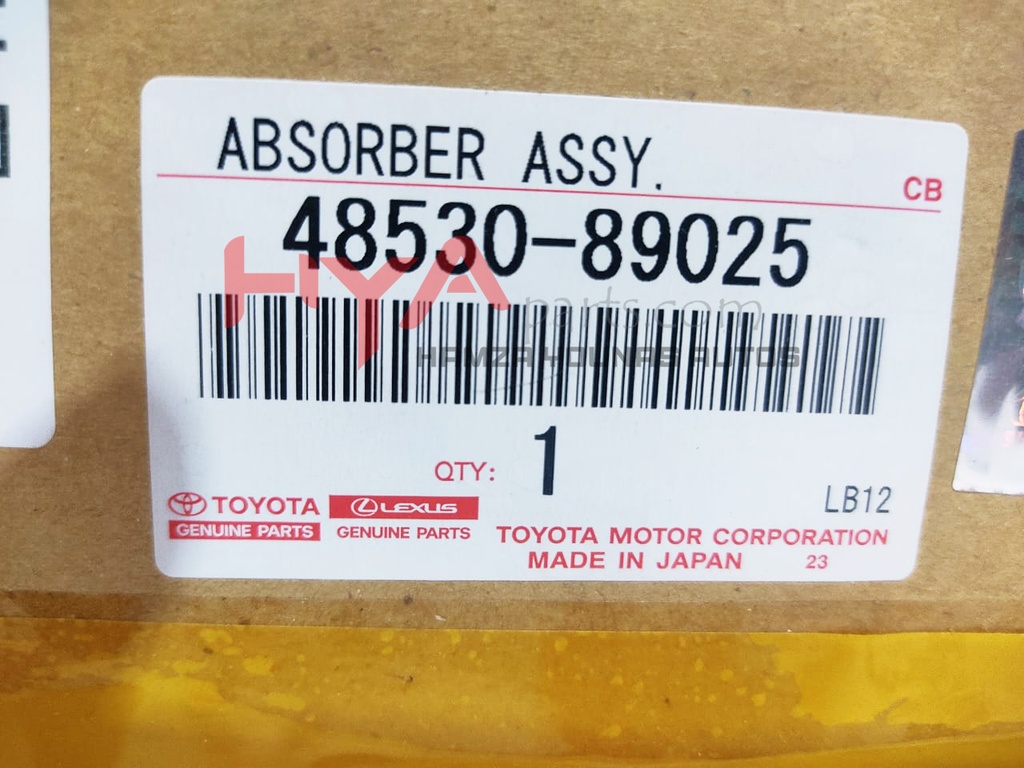 ABSORBER ASSY.
CB
48530-89025
HYA parts.com
HAMZA YOUNAS AUTOS
QTY: 1
LB12
TOYOTA LEXUS
GENUINE PARTS GENUINE PARTS
TOYOTA MOTOR CORPORATION
MADE IN JAPAN 23